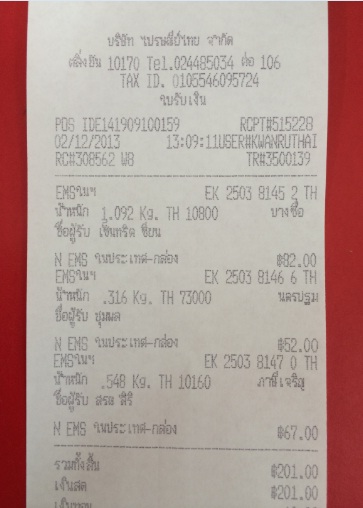 บริษัท ไปรษณีย์ไทย จำกัด
ตลิ่งชัน 10170 Tel.024485034 ต่อ 106
TAX ID. 0105546095724
ใบรับเงิน
POS IDE141909100159 RCPT#515228
02/12/2013 13:09:11USER#KWANRUTHAI
RC#308562 W8 TR#3500139
EMSในฯ EK 2503 8145 2 TH
น้ำหนัก 1.092 Kg. TH 10800 บางซื่อ
ชื่อผู้รับ
N EMS ในประเทศ-กล่อง ฿82.00
EMSในฯ EK 2503 8146 6 TH
น้ำหนัก .316 Kg. TH 73000 นครปฐม
ชื่อผู้รับ ชุมผล
N EMS ในประเทศ-กล่อง ฿52.00
EMSในฯ EK 2503 8147 0 TH
น้ำหนัก .548 Kg. TH 10160 ภาษีเจริญ
ชื่อผู้รับ สระ สิริ
N EMS ในประเทศ-กล่อง ฿67.00
รวมทั้งสิ้น ฿201.00
เงินสด ฿201.00
เงินทอน